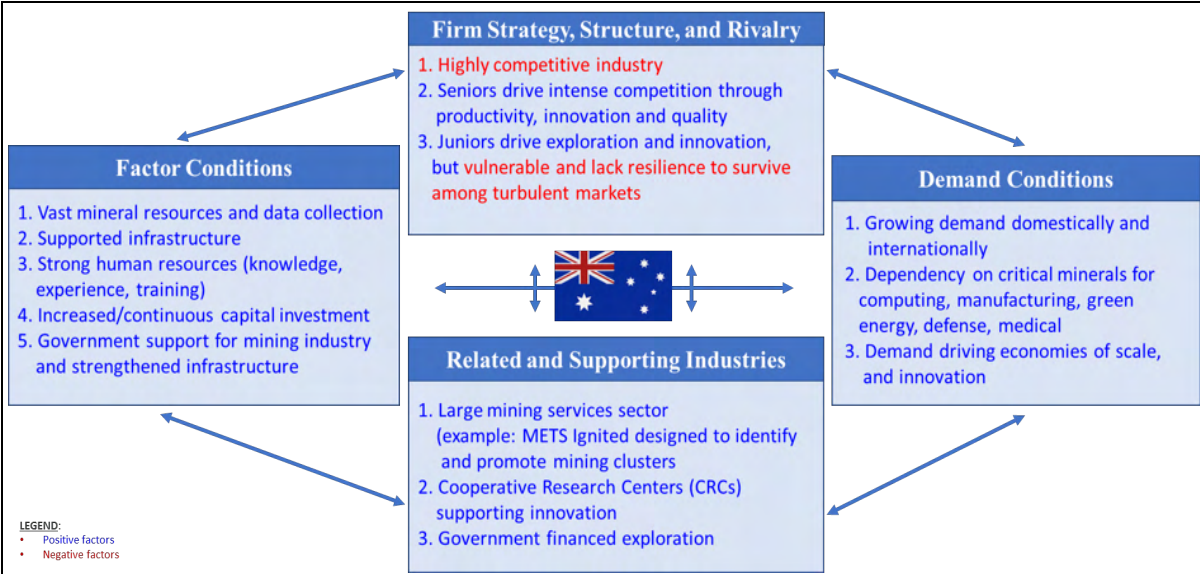 Firm Strategy, Structure, and Rivalry
1. Highly competitive industry
2. Seniors drive intense competition through
productivity, innovation and quality
3. Juniors drive exploration and innovation,
but vulnerable and lack resilience to survive
among turbulent markets
Factor Conditions
1. Vast mineral resources and data collection
2. Supported infrastructure
3. Strong human resources (knowledge,
experience, training)
4. Increased/continuous capital investment
5. Government support for mining industry
and strengthened infrastructure
Demand Conditions
1. Growing demand domestically and
internationally
2. Dependency on critical minerals for
computing, manufacturing, green
energy, defense, medical
3. Demand driving economies of scale,
and innovation
Related and Supporting Industries
1. Large mining services sector
(example: METS Ignited designed to identify
and promote mining clusters
2. Cooperative Research Centers (CRCs)
supporting innovation
3. Government financed exploration
LEGEND:
• Positive factors
• Negative factors